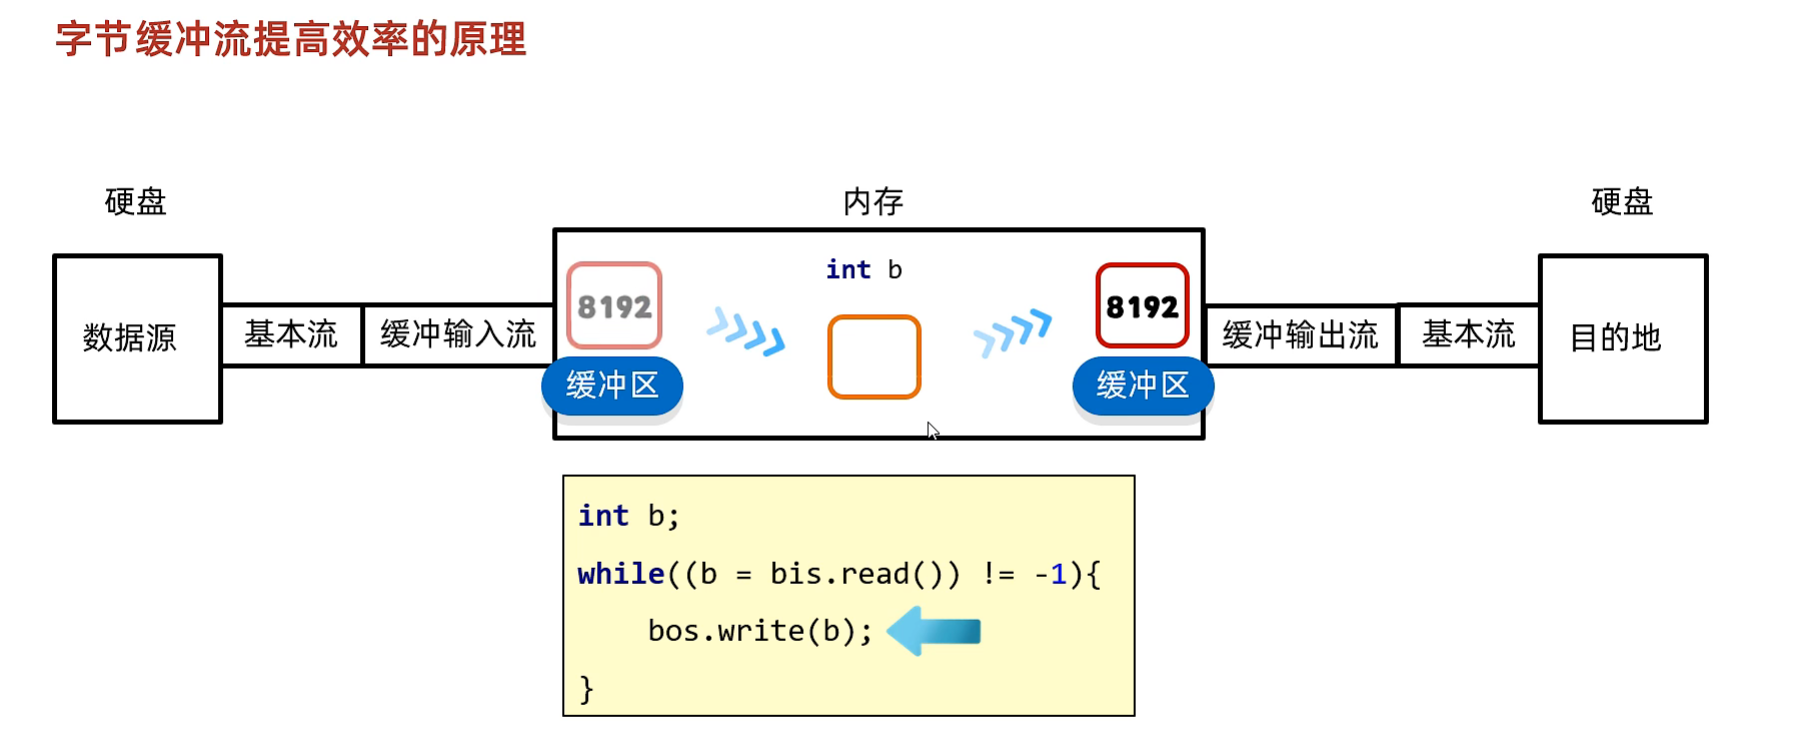 字节缓冲流提高效率的原理
硬盘
内存
硬盘
int b
8192
8192
数据源
基本流
缓冲输入流
缓冲输出流
基本流
目的地
缓冲区
缓冲区
int b;
while((b = bis.read()) != -1){
bos.write(b);
}